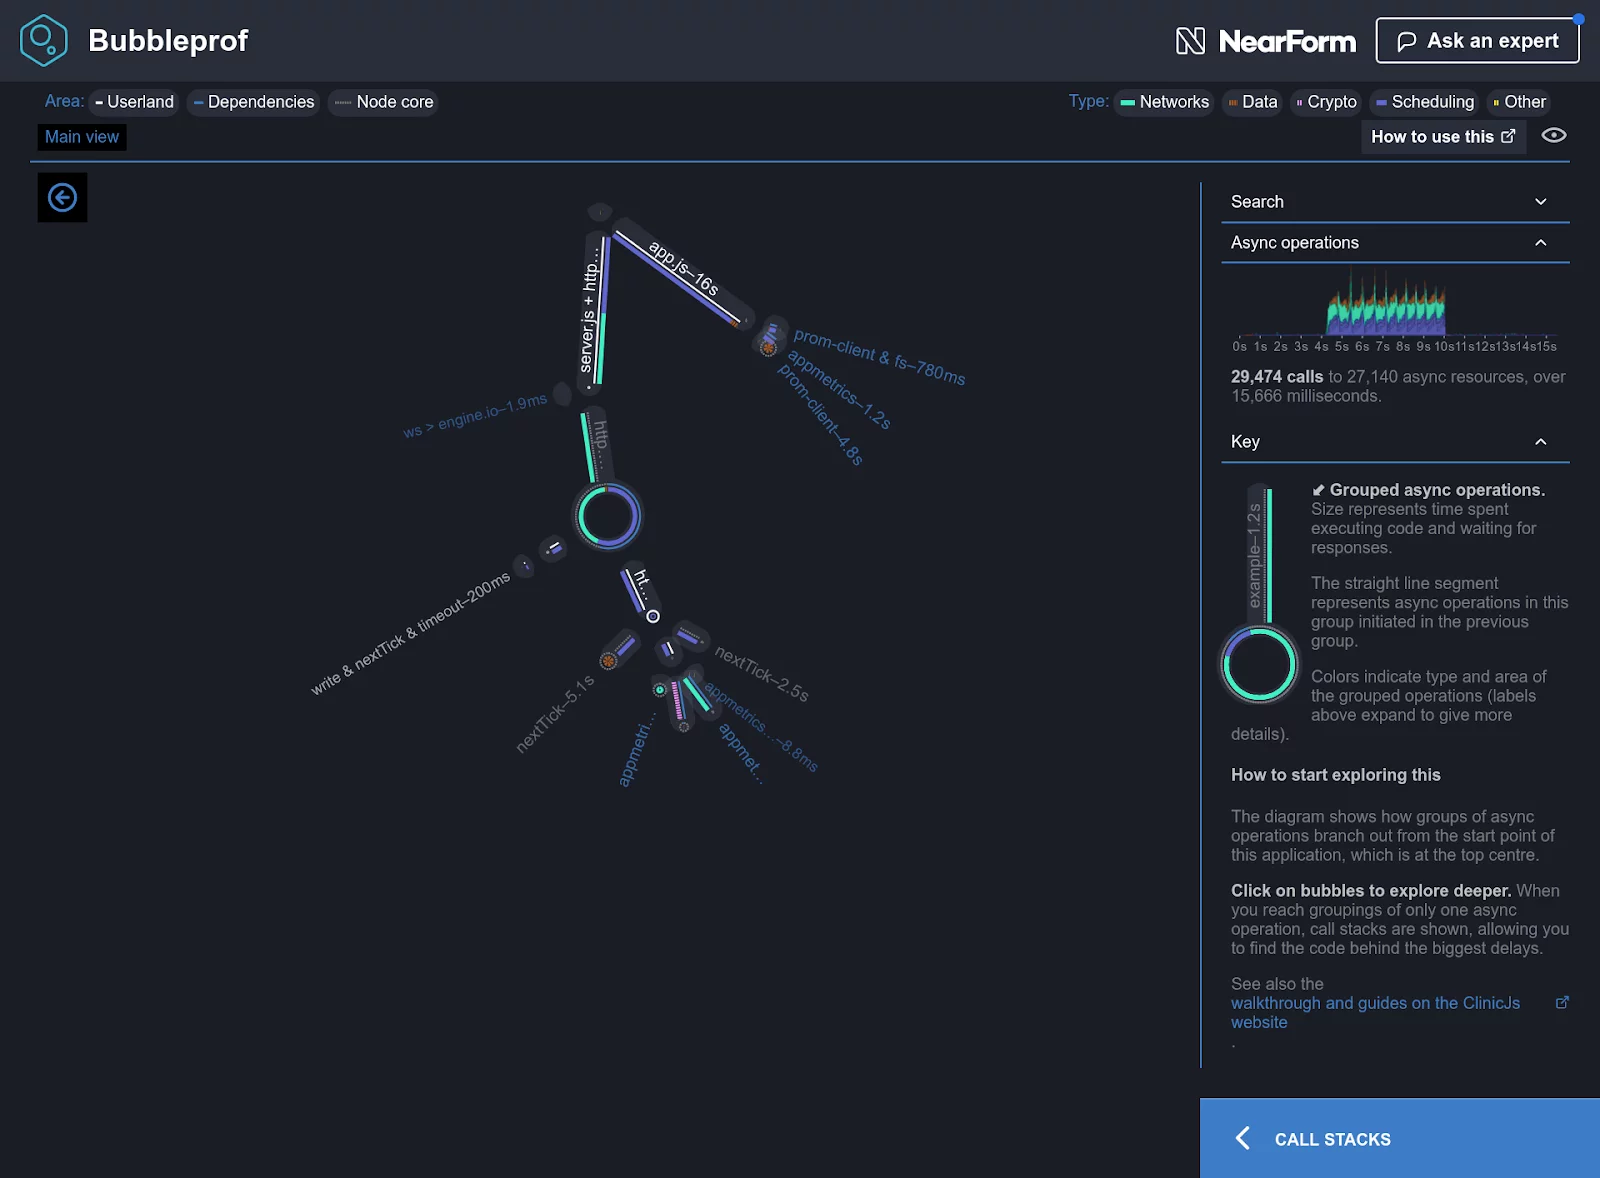 Bubbleprof
NearForm
Ask an expert
Area: Userland Dependencies Node core
Type: Networks Data Crypto Scheduling Other
Main view
How to use this
server.js + http...
app.js–16s
prom-client & fs–780ms
appmetrics–1.2s
prom-client–4.8s
ws > engine.io–1.9ms
http...
write & nextTick & timeout–200ms
ht...
nextTick–5.1s
nextTick–2.5s
appmetrics...–8.8ms
appmetri...
appmet...
Search
Async operations
0s 1s 2s 3s 4s 5s 6s 7s 8s 9s 10s 11s 12s 13s 14s 15s
29,474 calls to 27,140 async resources, over
15,666 milliseconds.
Key
example–1.2s
Grouped async operations.
Size represents time spent
executing code and waiting for
responses.
The straight line segment
represents async operations in this
group initiated in the previous
group.
Colors indicate type and area of
the grouped operations (labels
above expand to give more
details).
How to start exploring this
The diagram shows how groups of async
operations branch out from the start point of
this application, which is at the top centre.
Click on bubbles to explore deeper. When
you reach groupings of only one async
operation, call stacks are shown, allowing you
to find the code behind the biggest delays.
See also the
walkthrough and guides on the ClinicJs
website
.
CALL STACKS